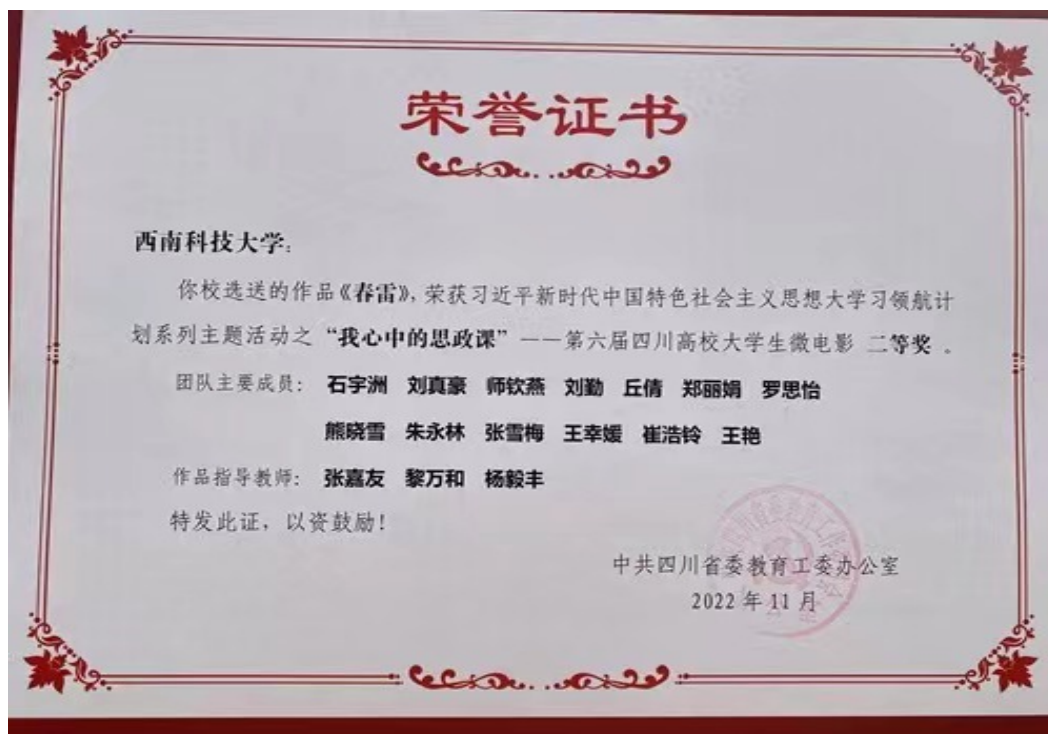 荣誉证书
西南科技大学:
你校选送的作品《春雷》,荣获习近平新时代中国特色社会主义思想大学习领航计
划系列主题活动之“我心中的思政课”——第六届四川高校大学生微电影 二等奖 。
团队主要成员: 石宇洲 刘真豪 师钦燕 刘勤 丘倩 郑丽娟 罗思怡
熊晓雪 朱永林 张雪梅 王幸媛 崔浩铃 王艳
作品指导教师: 张嘉友 黎万和 杨毅丰
特发此证,以资鼓励!
中共四川省委教育工委办公室
2022年11月